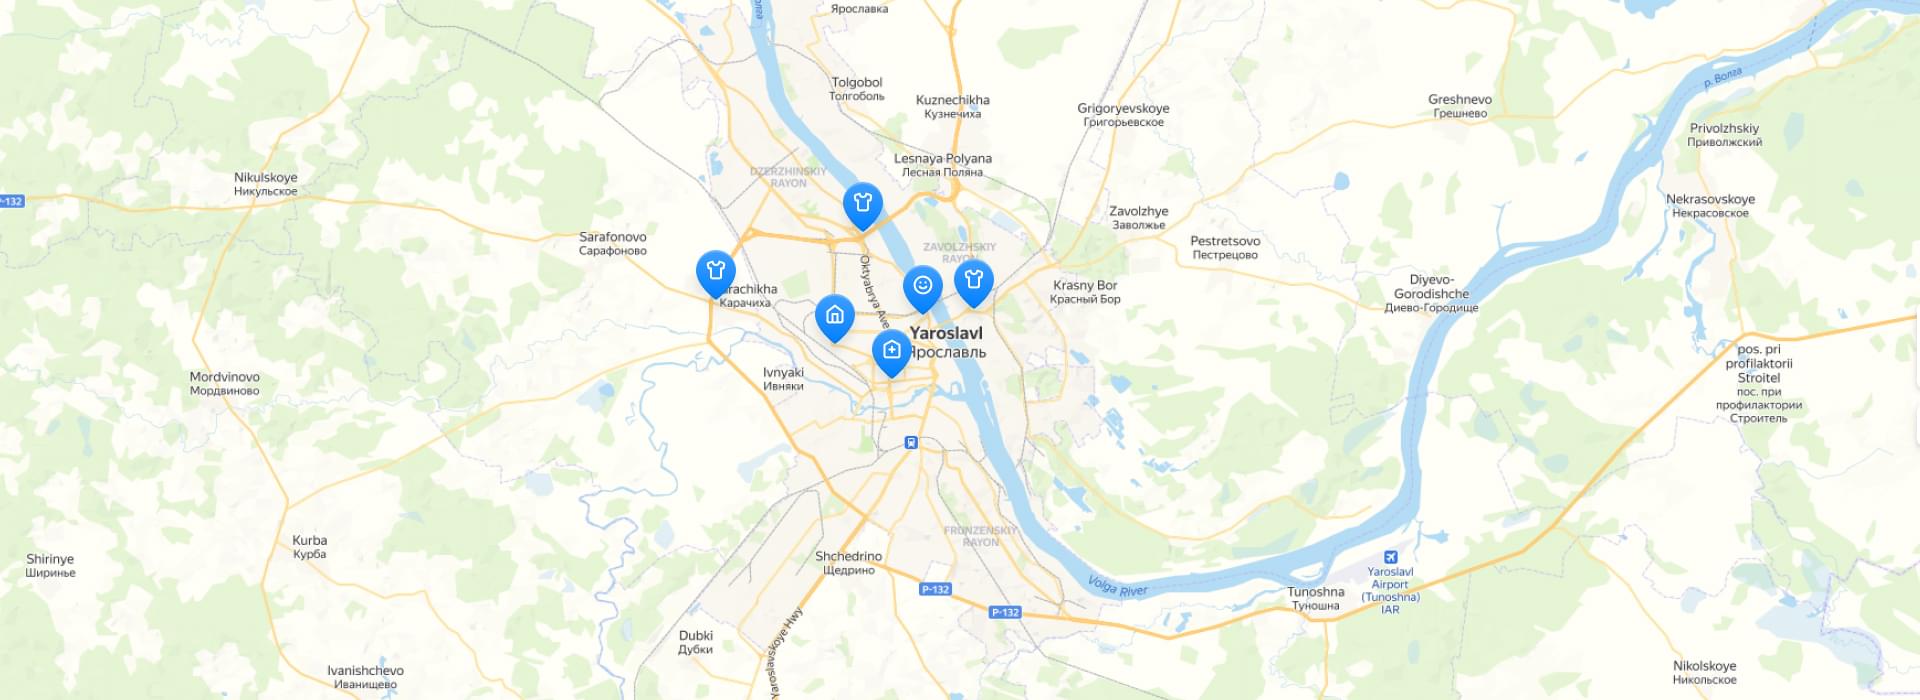 Волга
Ярославка
Tolgobol
Толгоболь
Kuznechikha
Кузнечиха
Grigoryevskoye
Григорьевское
Greshnevo
Грешнево
р. Волга
Privolzhskiy
Приволжский
Lesnaya Polyana
Лесная Поляна
DZERZHINSKIY
RAYON
Nikulskoye
Никульское
P-132
Nekrasovskoye
Некрасовское
Zavolzhye
Заволжье
Sarafonovo
Сарафоново
Pestretsovo
Пестрецово
ZAVOLZHSKIY
RAYON
Oktyabrya Ave
rachikha
Карачиха
Krasny Bor
Красный Бор
Diyevo-
Gorodishche
Диево-Городище
Yaroslavl
Ярославль
Ivnyaki
Ивняки
Mordvinovo
Мордвиново
pos. pri
profilaktorii
Stroitel
пос. при
профилактории
Строитель
FRUNZENSKIY
RAYON
Kurba
Курба
Shirinye
Ширинье
Shchedrino
Щедрино
P-132
P-132
Volga River
Yaroslavl
Airport
(Tunoshna)
IAR
Tunoshna
Туношна
Dubki
Дубки
Yaroslavskoye Hwy
Ivanishchevo
Иванищево
Nikolskoye
Никольское